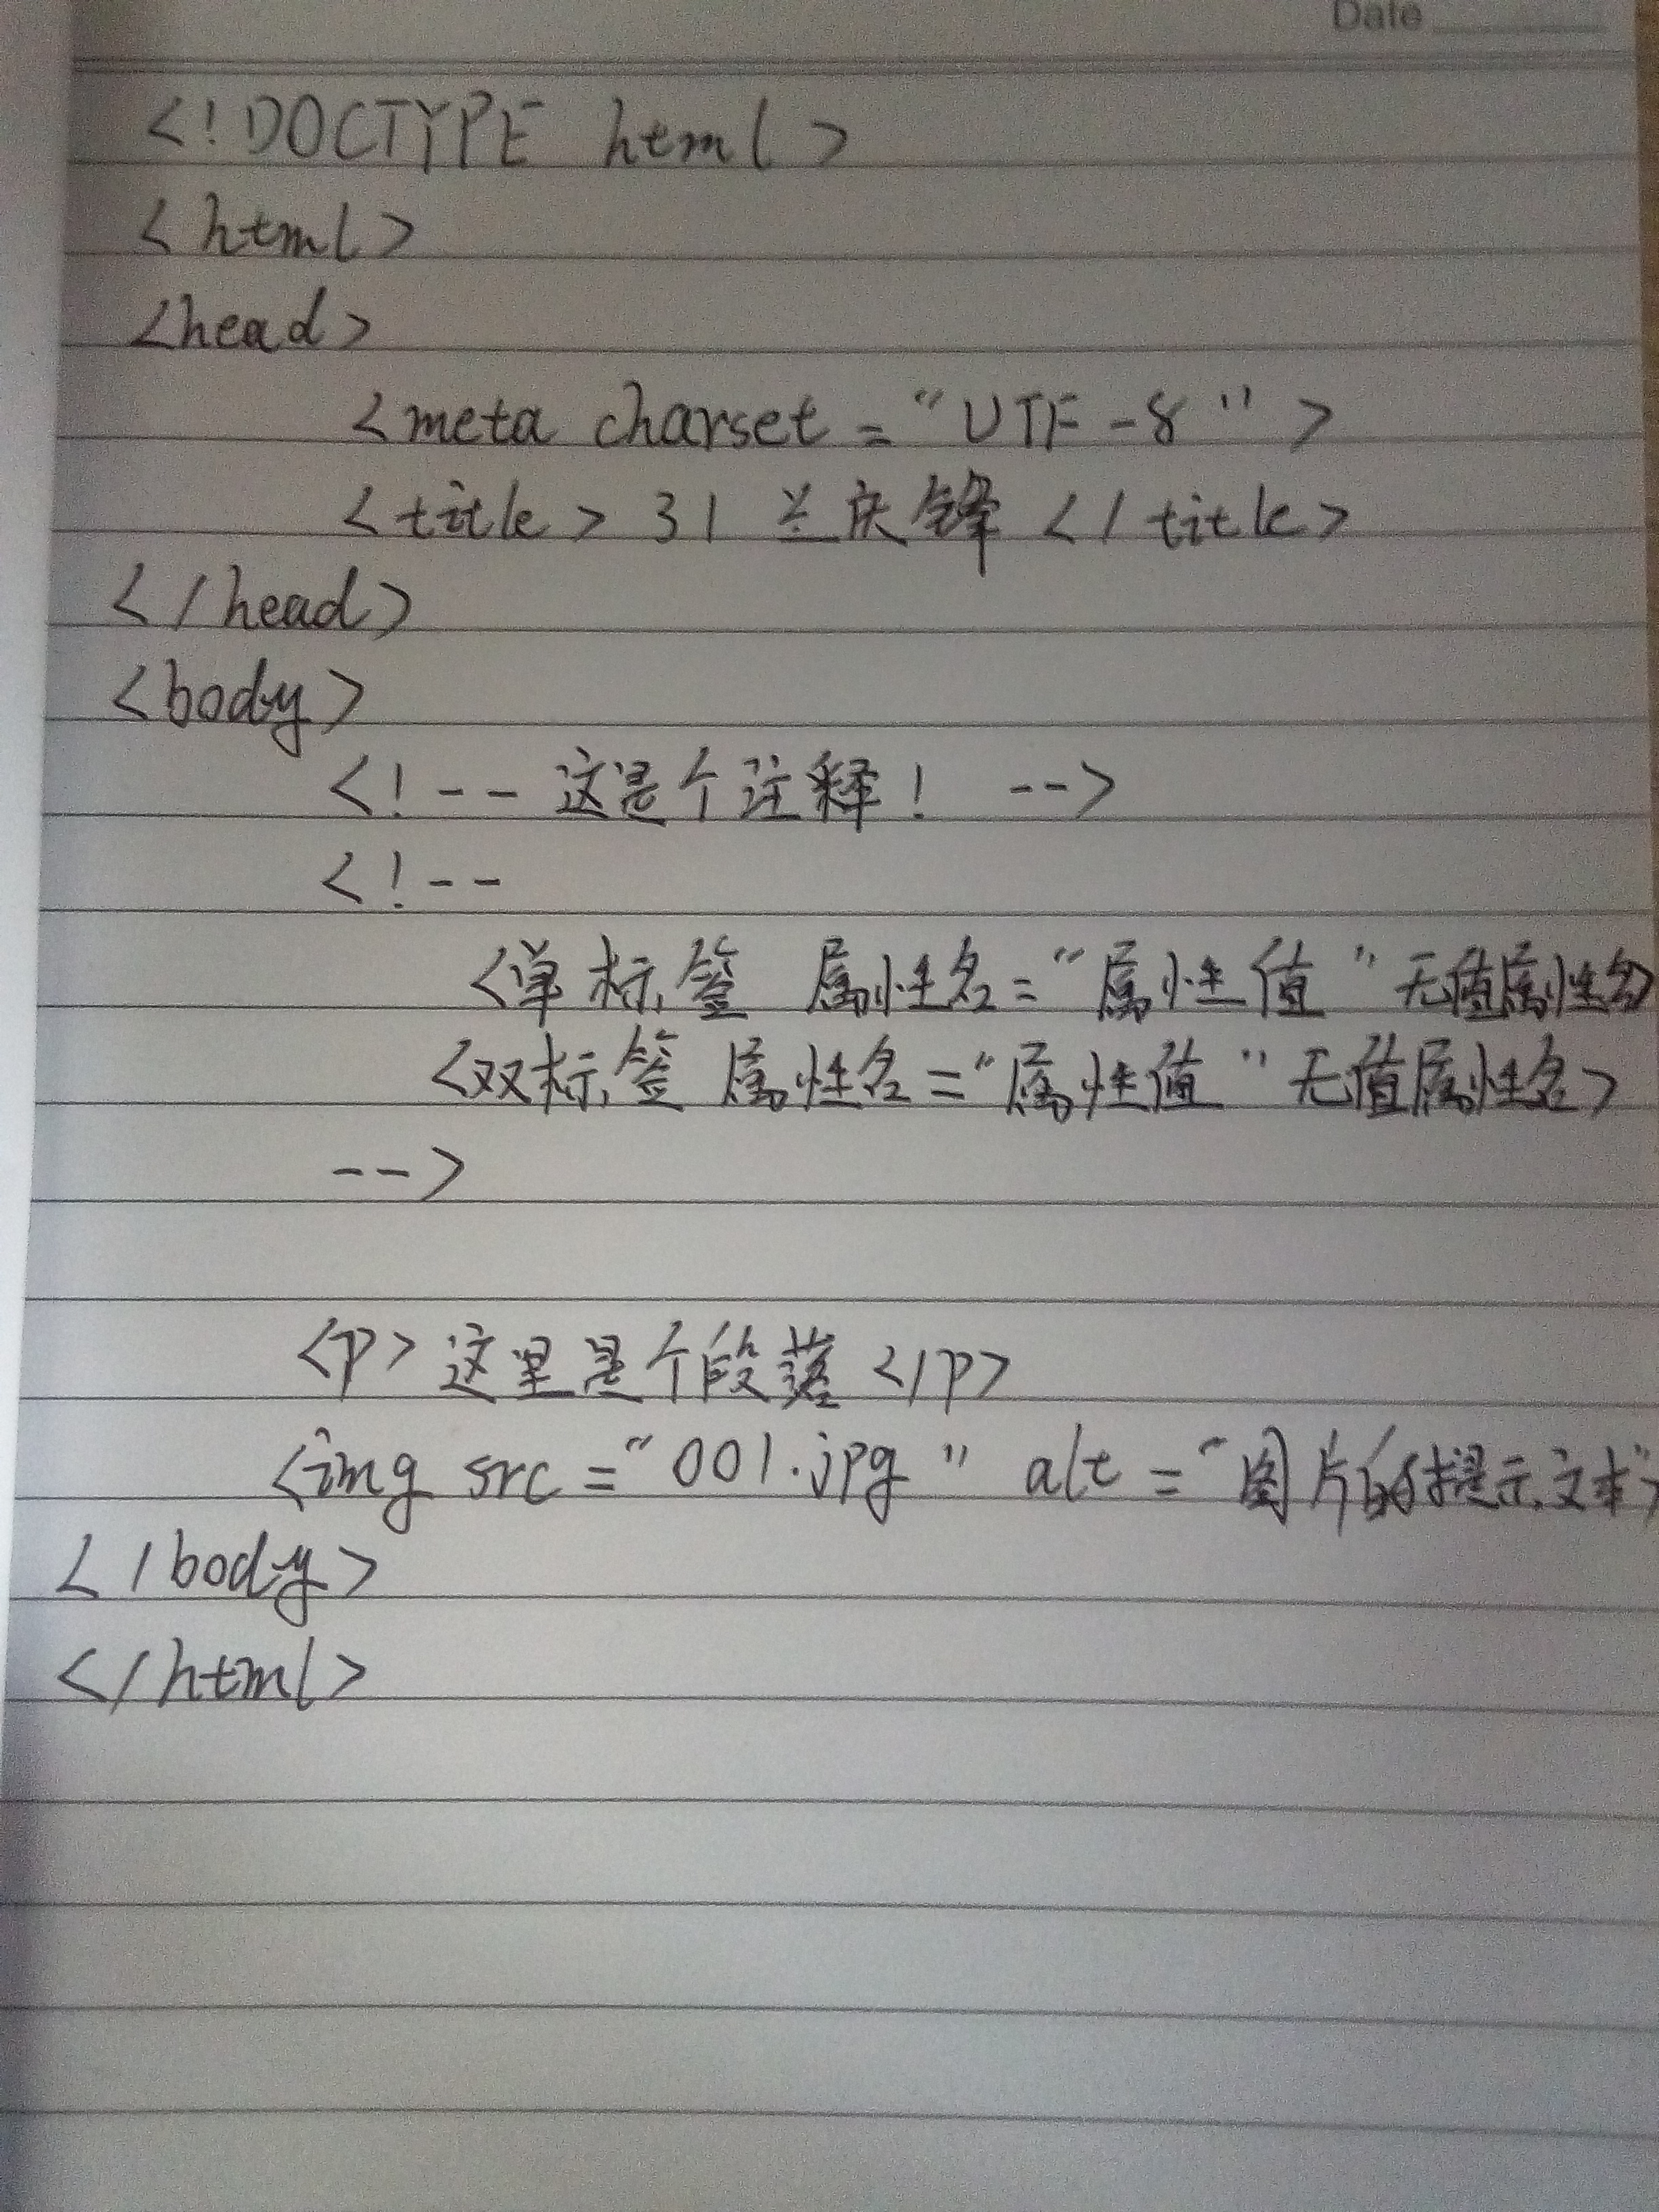 Date
<!DOCTYPE html>
<html>
<head>
<meta charset="UTF-8">
<title>31 兰庆锋</title>
</head>
<body>
<!-- 这是个注释! -->
<!--
<单标签 属性名="属性值" 无值属性名
<双标签 属性名="属性值" 无值属性名>
-->
<p>这里是个段落</p>
<img src="001.jpg" alt="图片的提示文本">
</body>
</html>